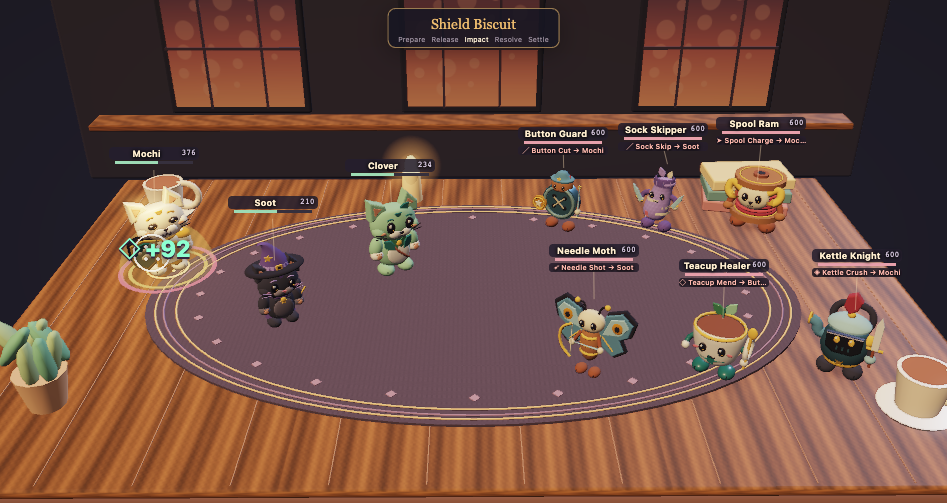 Shield Biscuit
Prepare Release Impact Resolve Settle
Button Guard 600
Button Cut → Mochi
Sock Skipper 600
Sock Skip → Soot
Spool Ram 600
Spool Charge → Moc...
Mochi 376
Clover 234
Soot 210
+92
Needle Moth 600
Needle Shot → Soot
Teacup Healer 600
Teacup Mend → But...
Kettle Knight 600
Kettle Crush → Mochi